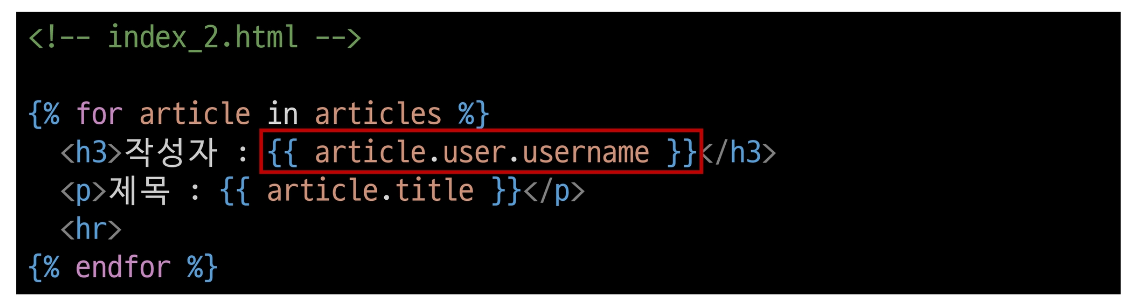 <!-- index_2.html -->
{% for article in articles %}
<h3>작성자 : {{ article.user.username }}</h3>
<p>제목 : {{ article.title }}</p>
<hr>
{% endfor %}